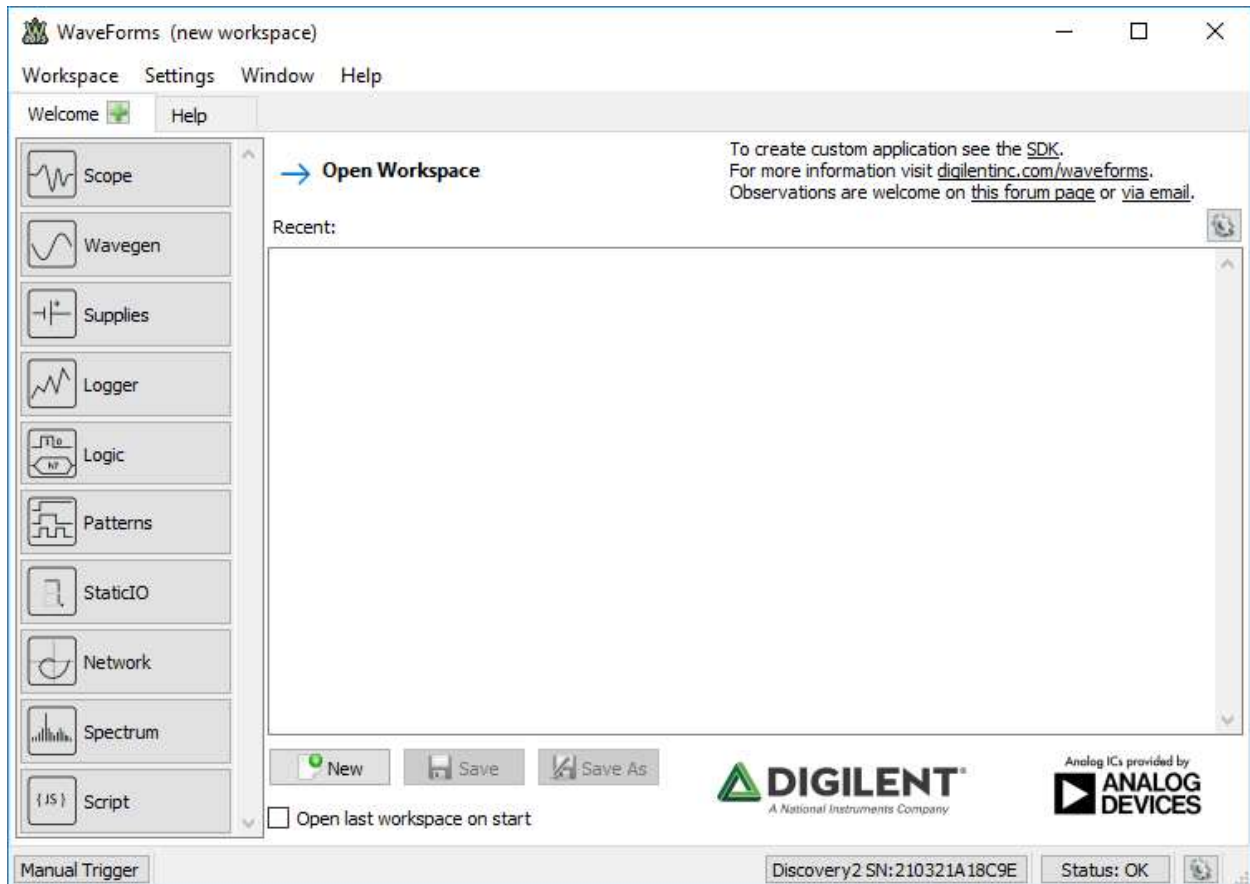 WaveForms (new workspace)
Workspace Settings Window Help
Welcome Help
Scope
Wavegen
Supplies
Logger
Logic
Patterns
StaticIO
Network
Spectrum
{JS} Script
→ Open Workspace
To create custom application see the SDK.
For more information visit digilentinc.com/waveforms.
Observations are welcome on this forum page or via email.
Recent:
New Save Save As
Open last workspace on start
DIGILENT
A National Instruments Company
Analog ICs provided by
ANALOG
DEVICES
Manual Trigger
Discovery2 SN:210321A18C9E
Status: OK